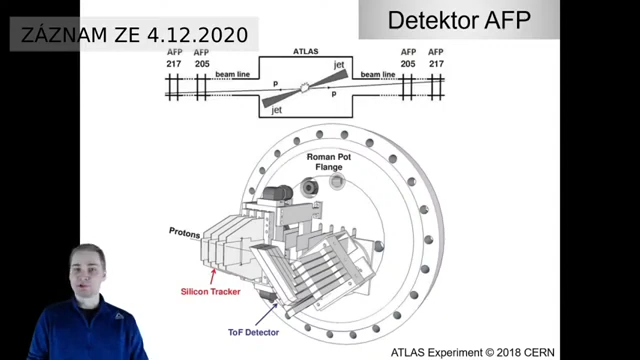 ZÁZNAM ZE 4.12.2020
Detektor AFP
AFP AFP ATLAS AFP AFP
217 205 beam line jet beam line 205 217
p p
jet
Roman Pot
Flange
Protons
Silicon Tracker
ToF Detector
ATLAS Experiment © 2018 CERN